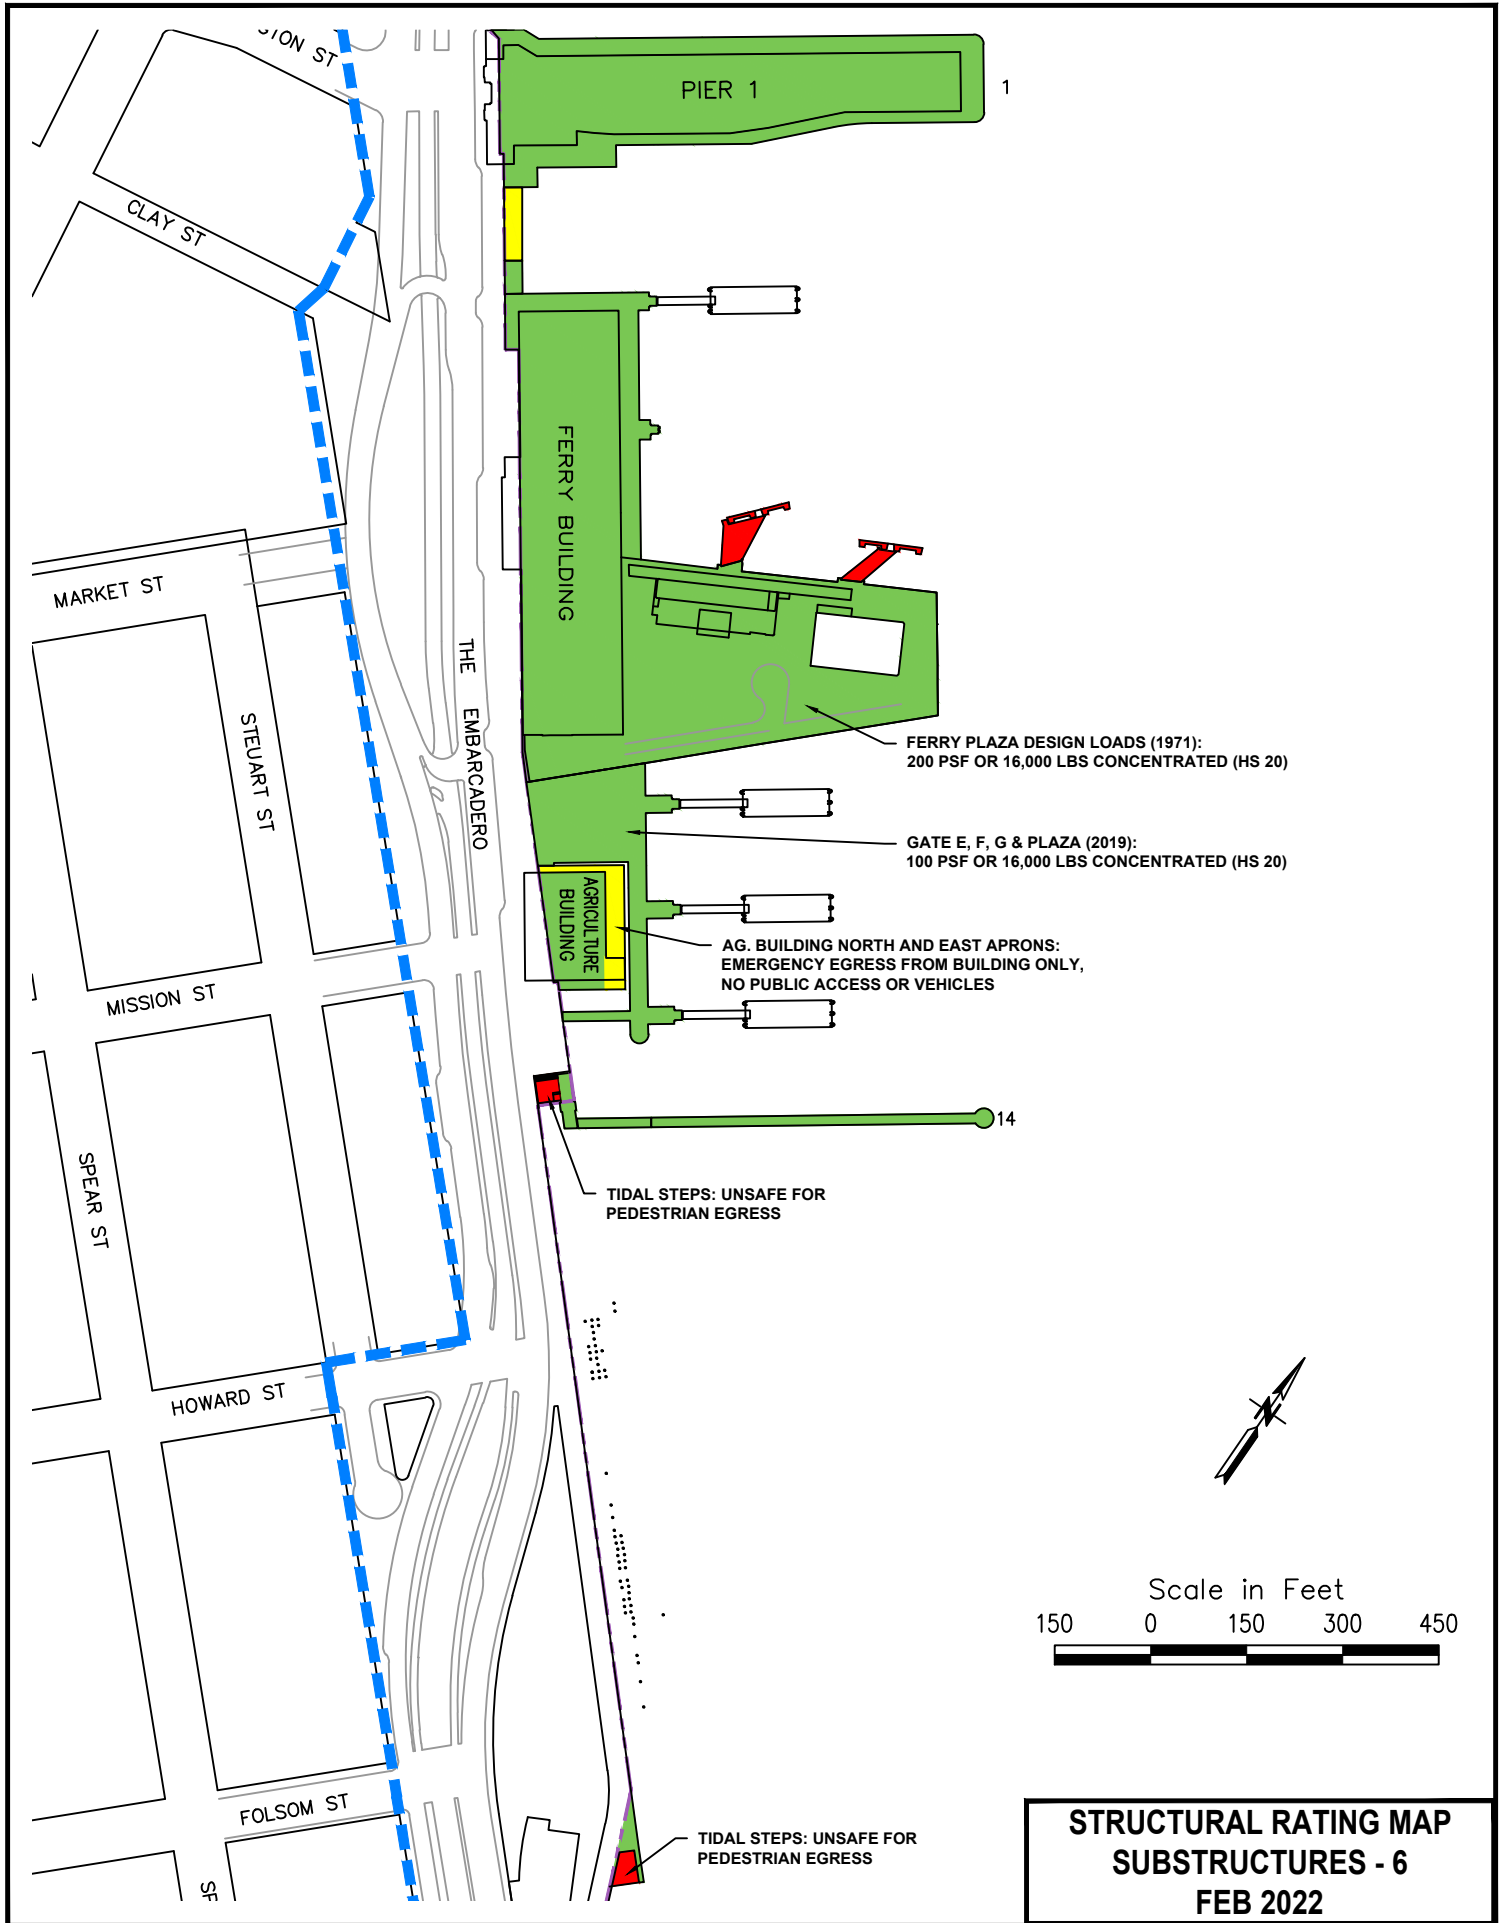 PIER 1
1
CLAY ST
FERRY BUILDING
MARKET ST
THE EMBARCADERO
STEUART ST
FERRY PLAZA DESIGN LOADS (1971):
200 PSF OR 16,000 LBS CONCENTRATED (HS 20)
GATE E, F, G & PLAZA (2019):
100 PSF OR 16,000 LBS CONCENTRATED (HS 20)
AGRICULTURE
BUILDING
AG. BUILDING NORTH AND EAST APRONS:
EMERGENCY EGRESS FROM BUILDING ONLY,
NO PUBLIC ACCESS OR VEHICLES
MISSION ST
14
SPEAR ST
TIDAL STEPS: UNSAFE FOR
PEDESTRIAN EGRESS
HOWARD ST
N
Scale in Feet
150 0 150 300 450
FOLSOM ST
TIDAL STEPS: UNSAFE FOR
PEDESTRIAN EGRESS
STRUCTURAL RATING MAP
SUBSTRUCTURES - 6
FEB 2022